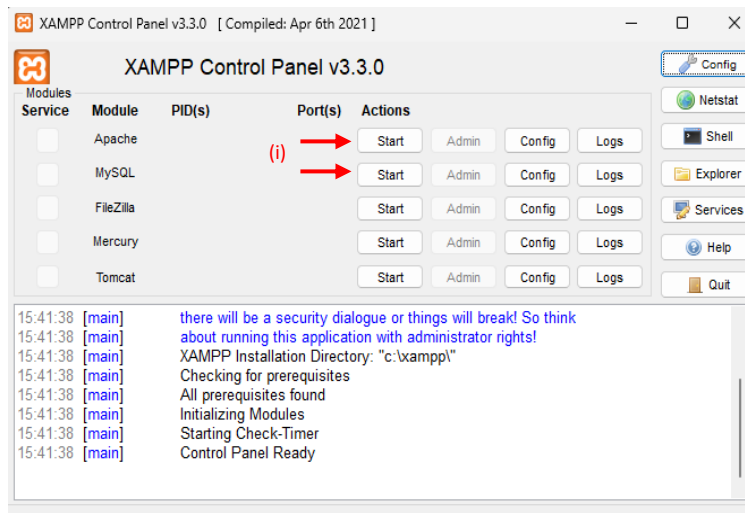 XAMPP Control Panel v3.3.0 [ Compiled: Apr 6th 2021 ]
XAMPP Control Panel v3.3.0
Config
Modules
Service Module PID(s) Port(s) Actions
Netstat
Apache Start Admin Config Logs
Shell
(i)
MySQL Start Admin Config Logs
Explorer
FileZilla Start Admin Config Logs
Services
Mercury Start Admin Config Logs
Help
Tomcat Start Admin Config Logs
Quit
15:41:38 [main] there will be a security dialogue or things will break! So think
15:41:38 [main] about running this application with administrator rights!
15:41:38 [main] XAMPP Installation Directory: "c:\xampp\"
15:41:38 [main] Checking for prerequisites
15:41:38 [main] All prerequisites found
15:41:38 [main] Initializing Modules
15:41:38 [main] Starting Check-Timer
15:41:38 [main] Control Panel Ready